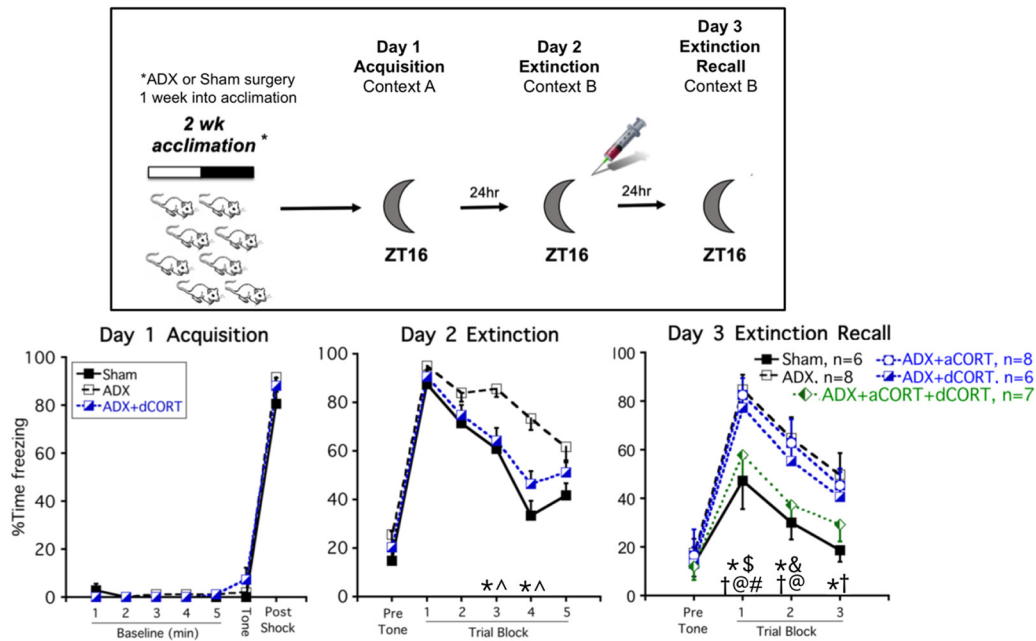 *ADX or Sham surgery
1 week into acclimation
2 wk
acclimation *
Day 1
Acquisition
Context A
Day 2
Extinction
Context B
Day 3
Extinction
Recall
Context B
24hr
24hr
ZT16
ZT16
ZT16
Day 1 Acquisition
%Time freezing
100
80
60
40
20
0
Sham
ADX
ADX+dCORT
1 2 3 4 5
Baseline (min)
Tone
Post
Shock
Day 2 Extinction
100
80
60
40
20
0
*^ *^
Pre
Tone
1 2 3 4 5
Trial Block
Day 3 Extinction Recall
100
80
60
40
20
0
Sham, n=6
ADX, n=8
ADX+aCORT, n=8
ADX+dCORT, n=6
ADX+aCORT+dCORT, n=7
*$ *&
†@# †@ *†
Pre
Tone
1 2 3
Trial Block